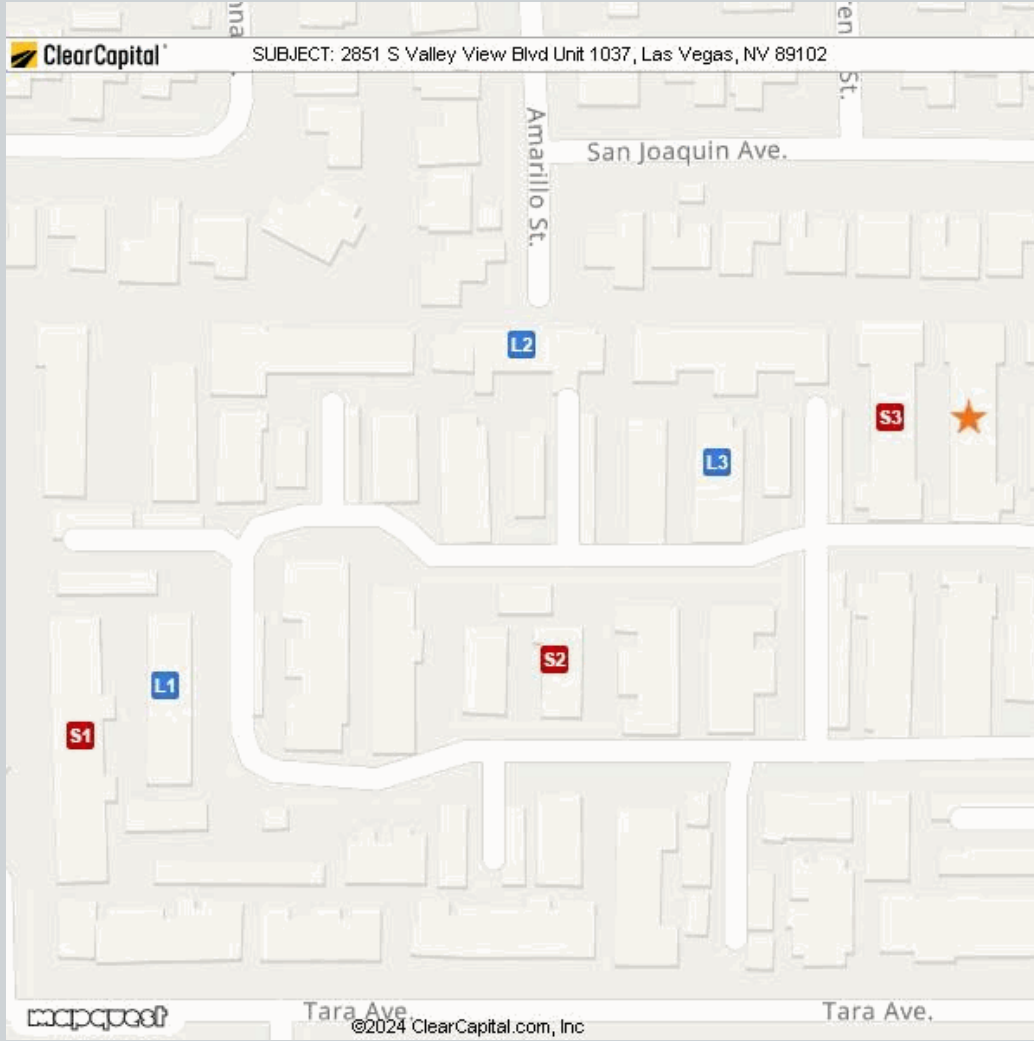 ClearCapital
SUBJECT: 2851 S Valley View Blvd Unit 1037, Las Vegas, NV 89102
Amarillo St.
San Joaquin Ave.
St.
L2
S3
L3
S2
L1
S1
mapquest
Tara Ave.
Tara Ave.
©2024 ClearCapital.com, Inc